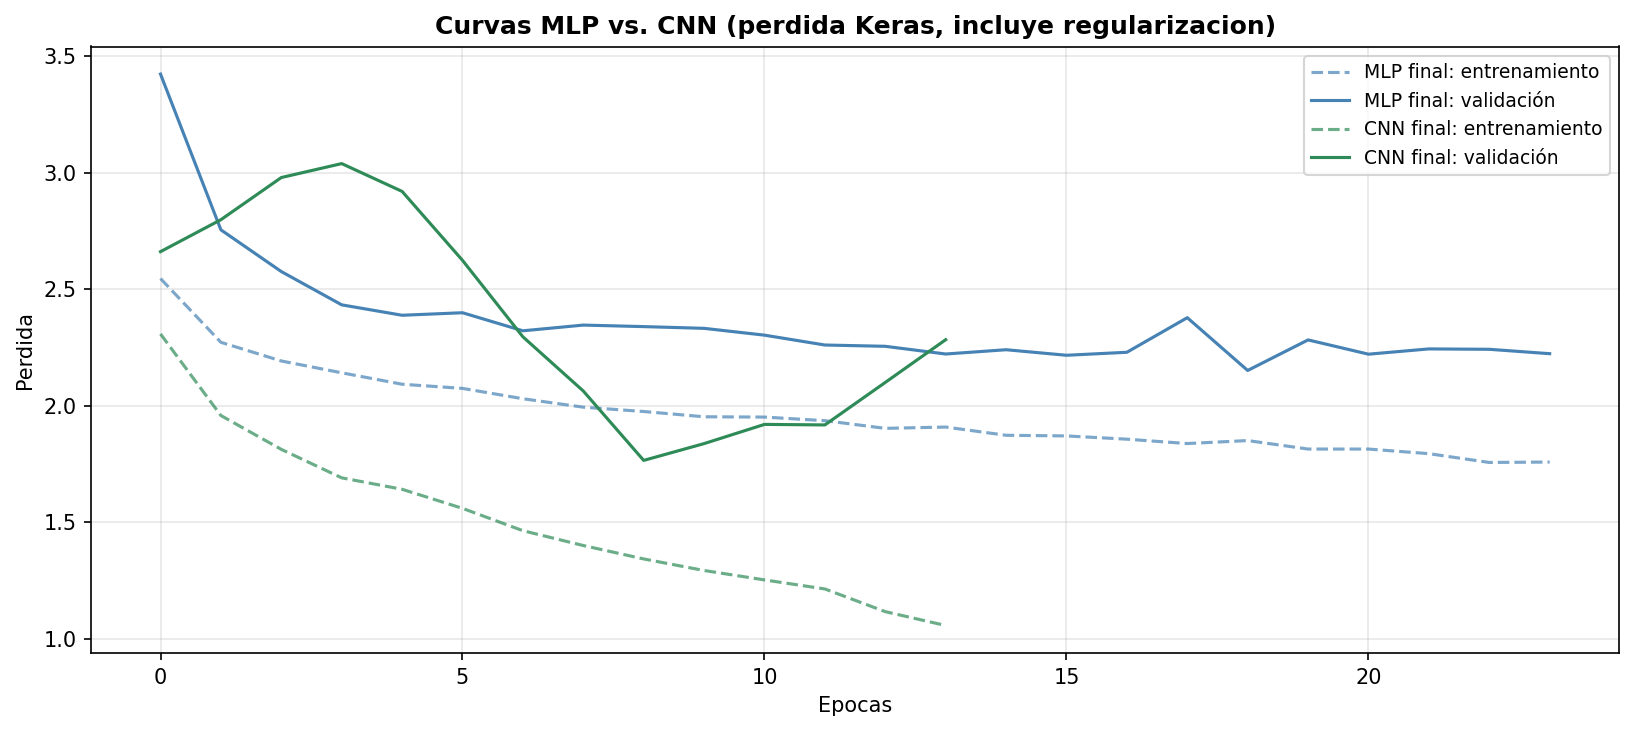 Curvas MLP vs. CNN (perdida Keras, incluye regularizacion)
3.5
3.0
2.5
2.0
1.5
1.0
Perdida
MLP final: entrenamiento
MLP final: validación
CNN final: entrenamiento
CNN final: validación
0 5 10 15 20
Epocas